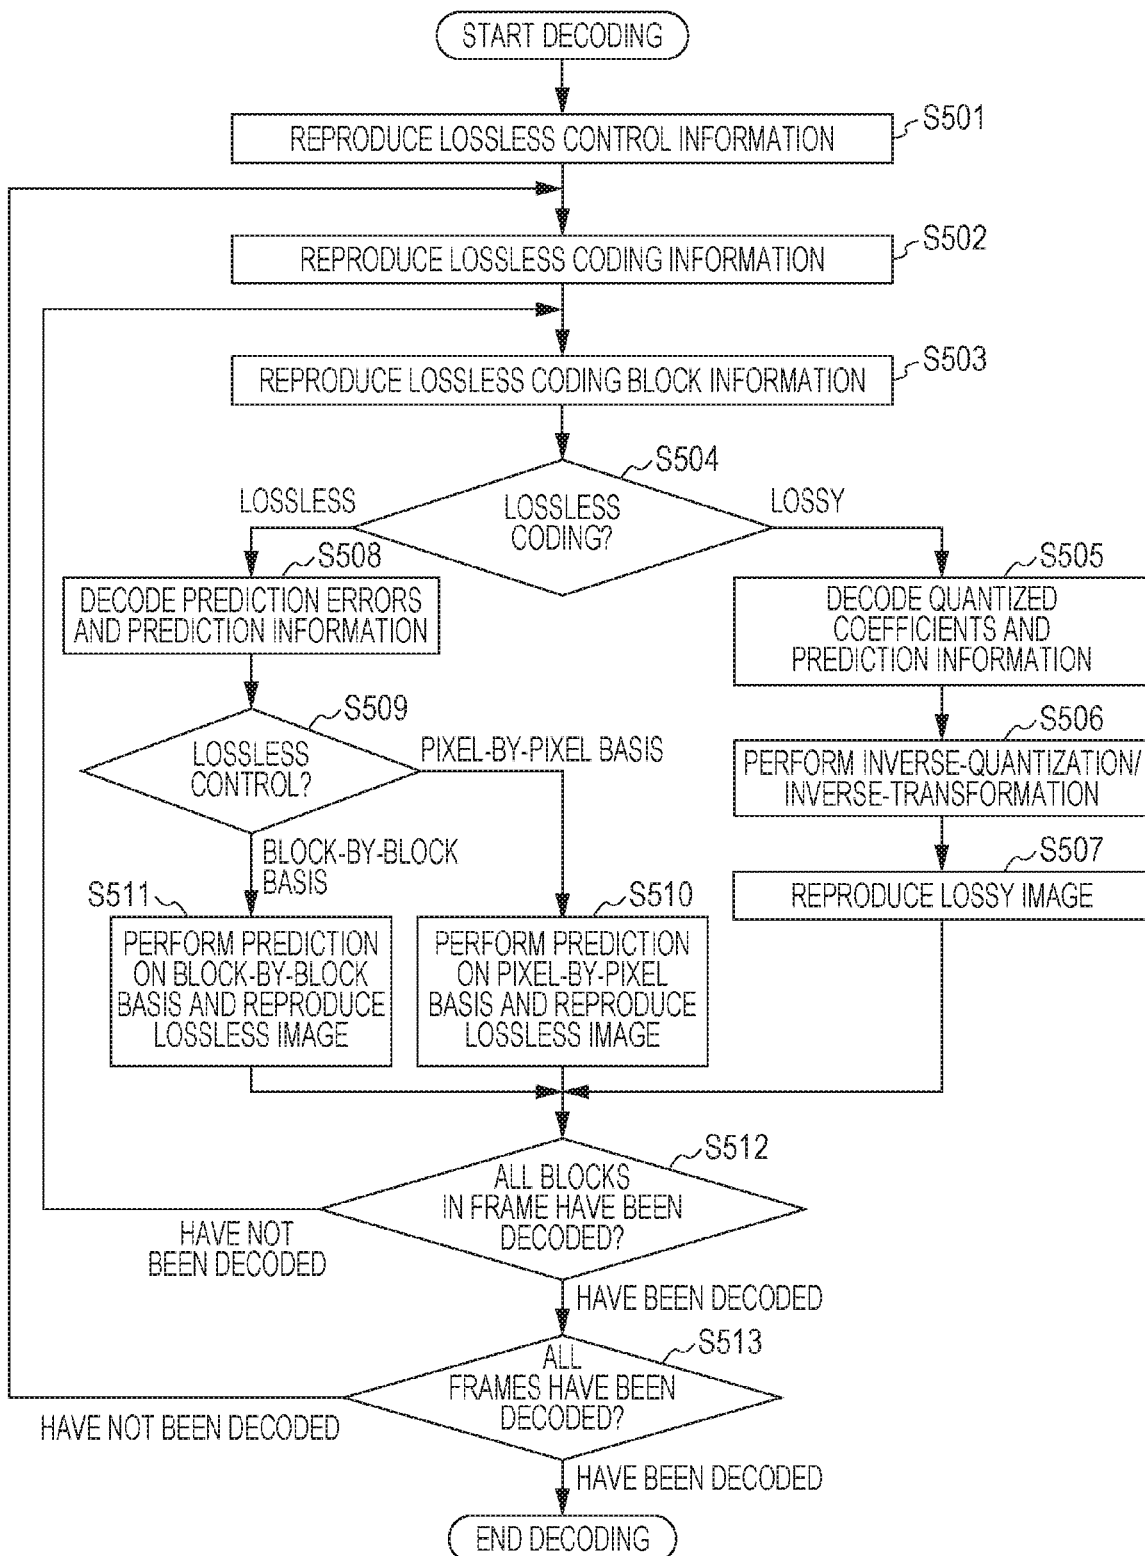 START DECODING
S501
REPRODUCE LOSSLESS CONTROL INFORMATION
S502
REPRODUCE LOSSLESS CODING INFORMATION
S503
REPRODUCE LOSSLESS CODING BLOCK INFORMATION
S504
LOSSLESS
LOSSLESS
CODING?
LOSSY
S508
DECODE PREDICTION ERRORS
AND PREDICTION INFORMATION
S505
DECODE QUANTIZED
COEFFICIENTS AND
PREDICTION INFORMATION
S509
LOSSLESS
CONTROL?
PIXEL-BY-PIXEL BASIS
BLOCK-BY-BLOCK
BASIS
S506
PERFORM INVERSE-QUANTIZATION/
INVERSE-TRANSFORMATION
S507
REPRODUCE LOSSY IMAGE
S511
PERFORM PREDICTION
ON BLOCK-BY-BLOCK
BASIS AND REPRODUCE
LOSSLESS IMAGE
S510
PERFORM PREDICTION
ON PIXEL-BY-PIXEL
BASIS AND REPRODUCE
LOSSLESS IMAGE
S512
ALL BLOCKS
IN FRAME HAVE BEEN
DECODED?
HAVE NOT
BEEN DECODED
HAVE BEEN DECODED
S513
ALL
FRAMES HAVE BEEN
DECODED?
HAVE NOT BEEN DECODED
HAVE BEEN DECODED
END DECODING